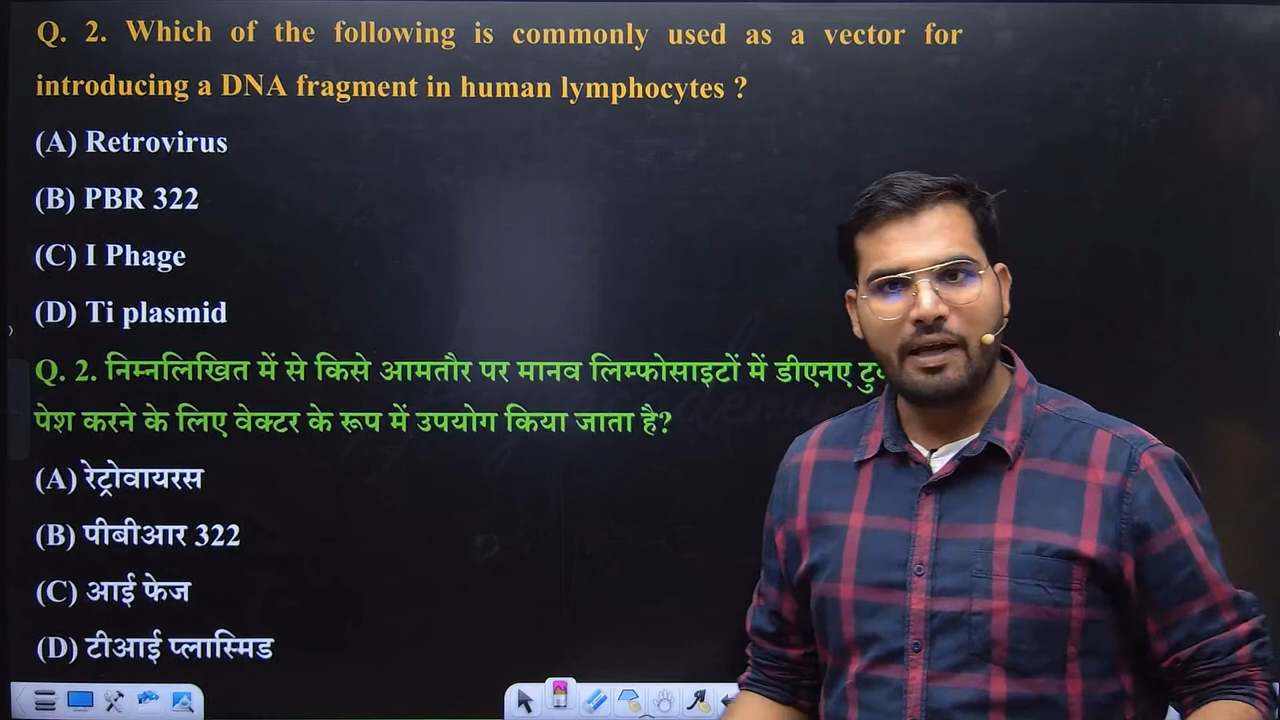 Q. 2. Which of the following is commonly used as a vector for
introducing a DNA fragment in human lymphocytes ?
(A) Retrovirus
(B) PBR 322
(C) I Phage
(D) Ti plasmid
Q. 2. निम्नलिखित में से किसे आमतौर पर मानव लिम्फोसाइटों में डीएनए
पेश करने के लिए वेक्टर के रूप में उपयोग किया जाता है?
(A) रेट्रोवायरस
(B) पीबीआर 322
(C) आई फेज
(D) टीआई प्लास्मिड